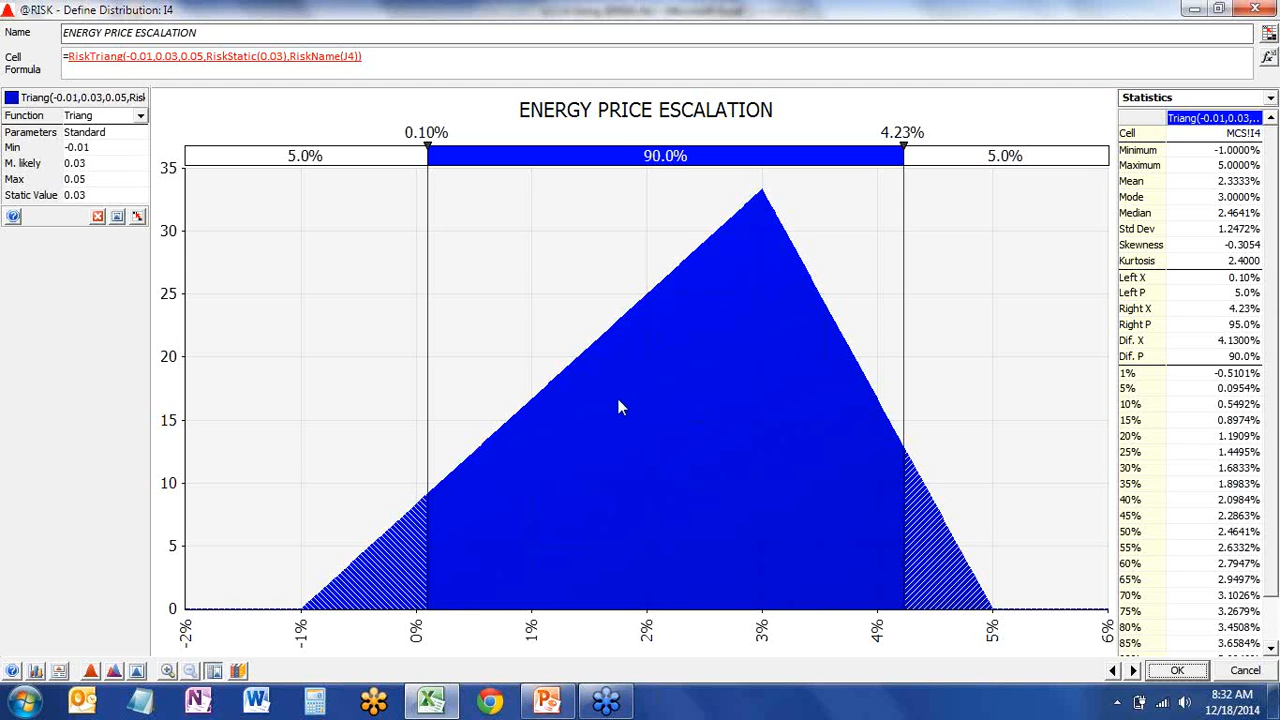 @RISK - Define Distribution: I4
Name ENERGY PRICE ESCALATION
Cell Formula =RiskTriang(-0.01,0.03,0.05,RiskStatic(0.03),RiskName(J4))
Triang(-0.01,0.03,0.05,Ris
Function Triang
Parameters Standard
Min -0.01
M. likely 0.03
Max 0.05
Static Value 0.03
ENERGY PRICE ESCALATION
0.10% 4.23%
5.0% 90.0% 5.0%
35
30
25
20
15
10
5
0
-2% -1% 0% 1% 2% 3% 4% 5% 6%
Statistics
Triang(-0.01,0.03,...
Cell MCS!I4
Minimum -1.0000%
Maximum 5.0000%
Mean 2.3333%
Mode 3.0000%
Median 2.4641%
Std Dev 1.2472%
Skewness -0.3054
Kurtosis 2.4000
Left X 0.10%
Left P 5.0%
Right X 4.23%
Right P 95.0%
Dif. X 4.1300%
Dif. P 90.0%
1% -0.5101%
5% 0.0954%
10% 0.5492%
15% 0.8974%
20% 1.1909%
25% 1.4495%
30% 1.6833%
35% 1.8983%
40% 2.0984%
45% 2.2863%
50% 2.4641%
55% 2.6332%
60% 2.7947%
65% 2.9497%
70% 3.1026%
75% 3.2679%
80% 3.4508%
85% 3.6584%
OK Cancel
8:32 AM
12/18/2014